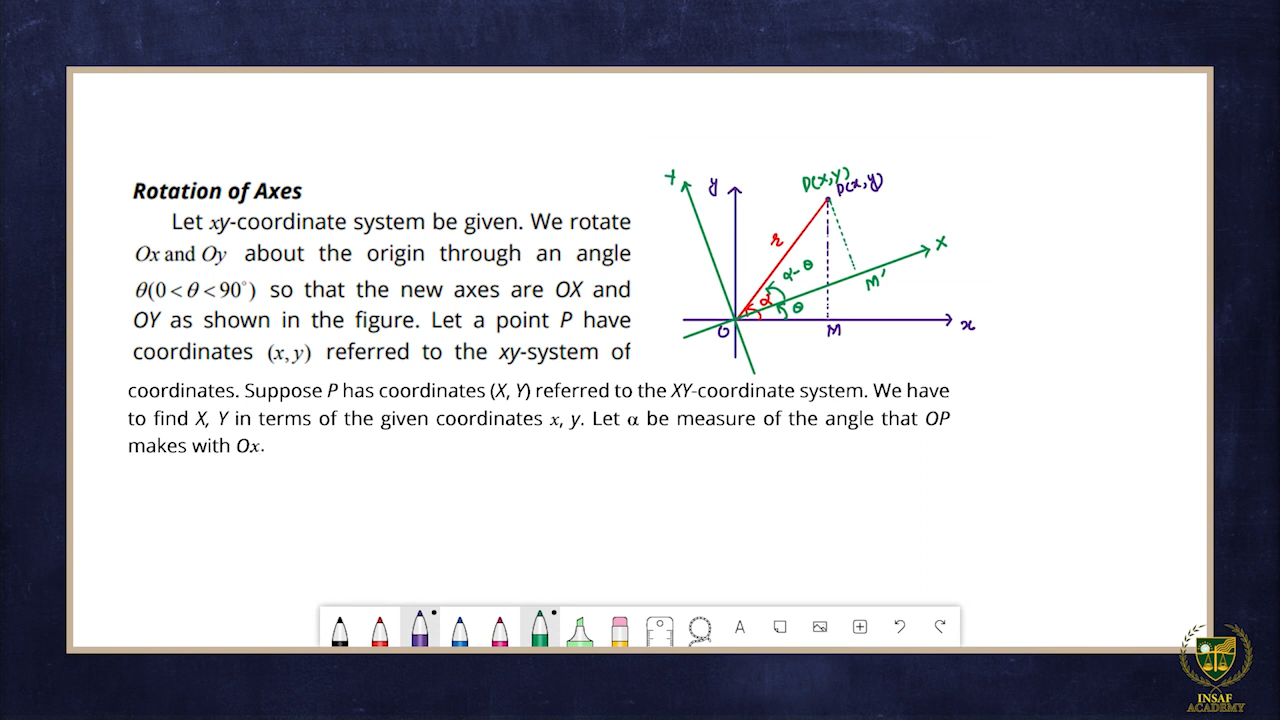 Rotation of Axes
Let xy-coordinate system be given. We rotate
Ox and Oy about the origin through an angle
θ(0<θ<90°) so that the new axes are OX and
OY as shown in the figure. Let a point P have
coordinates (x,y) referred to the xy-system of
coordinates. Suppose P has coordinates (X, Y) referred to the XY-coordinate system. We have
to find X, Y in terms of the given coordinates x, y. Let α be measure of the angle that OP
makes with Ox.
Y
y
P(X,Y)
P(x,y)
r
X
α-θ
M'
α
θ
O
M
x
A
INSAF
ACADEMY